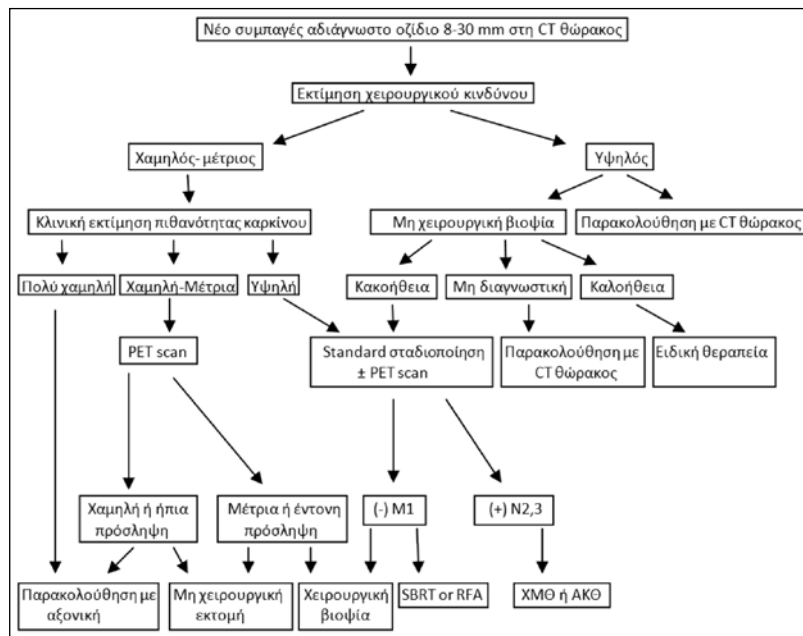 Νέο συμπαγές αδιάγνωστο οζίδιο 8-30 mm στη CT θώρακος
Εκτίμηση χειρουργικού κινδύνου
Χαμηλός- μέτριος
Υψηλός
Κλινική εκτίμηση πιθανότητας καρκίνου
Μη χειρουργική βιοψία
Παρακολούθηση με CT θώρακος
Πολύ χαμηλή
Χαμηλή-Μέτρια
Υψηλή
Κακοήθεια
Μη διαγνωστική
Καλοήθεια
PET scan
Standard σταδιοποίηση
± PET scan
Παρακολούθηση με
CT θώρακος
Ειδική θεραπεία
Χαμηλή ή ήπια
πρόσληψη
Μέτρια ή έντονη
πρόσληψη
(-) M1
(+) N2,3
Παρακολούθηση με
αξονική
Μη χειρουργική
εκτομή
Χειρουργική
βιοψία
SBRT or RFA
ΧΜΘ ή ΑΚΘ